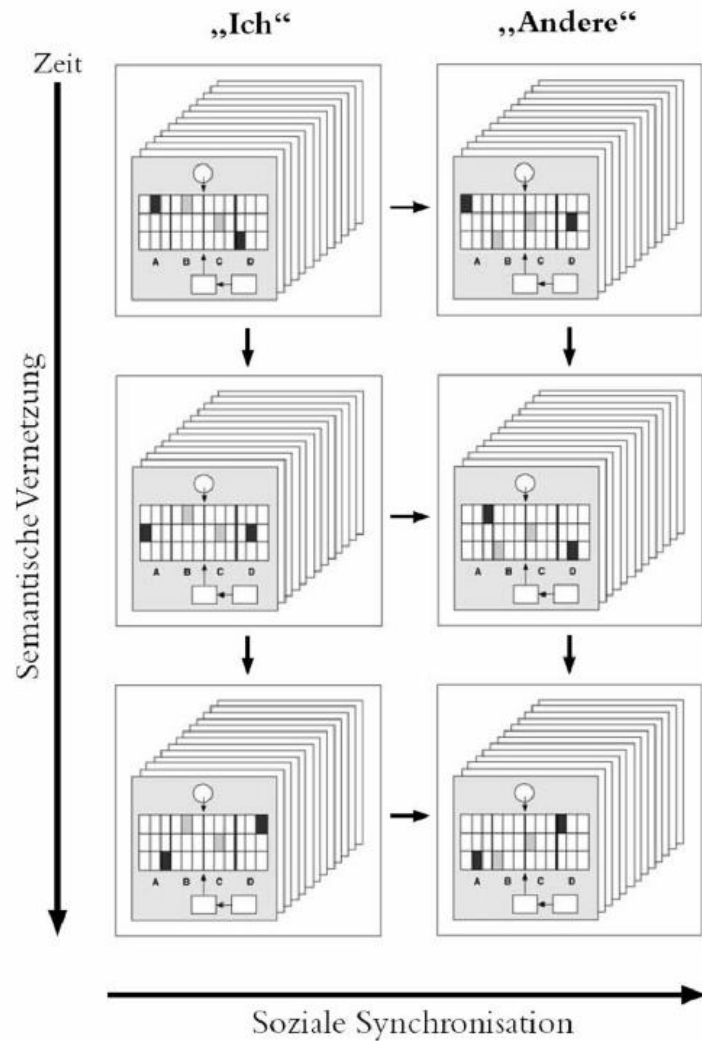 „Ich“
„Andere“
Zeit
A B C D
A B C D
Semantische Vernetzung
A B C D
A B C D
A B C D
A B C D
Soziale Synchronisation